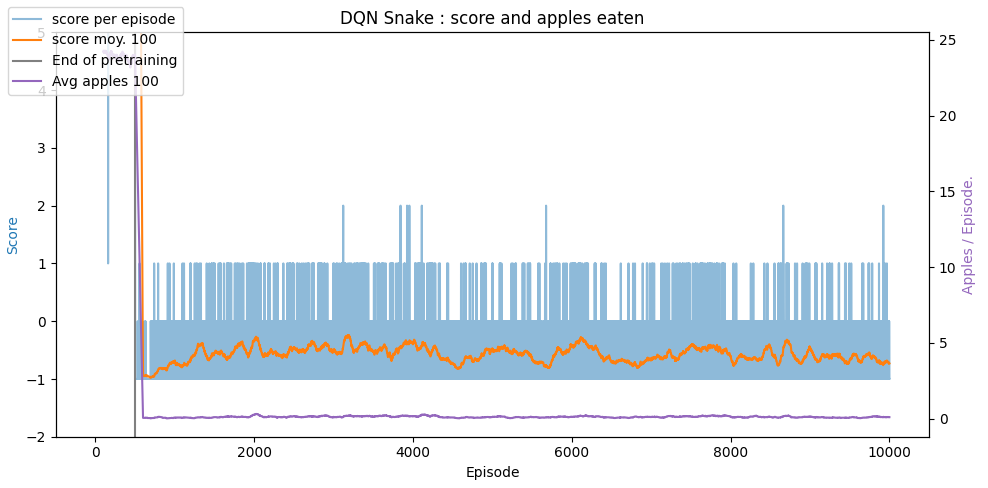 DQN Snake : score and apples eaten
score per episode
score moy. 100
End of pretraining
Avg apples 100
5
4
3
2
1
0
−1
−2
Score
25
20
15
10
5
0
Apples / Episode.
0
2000
4000
6000
8000
10000
Episode